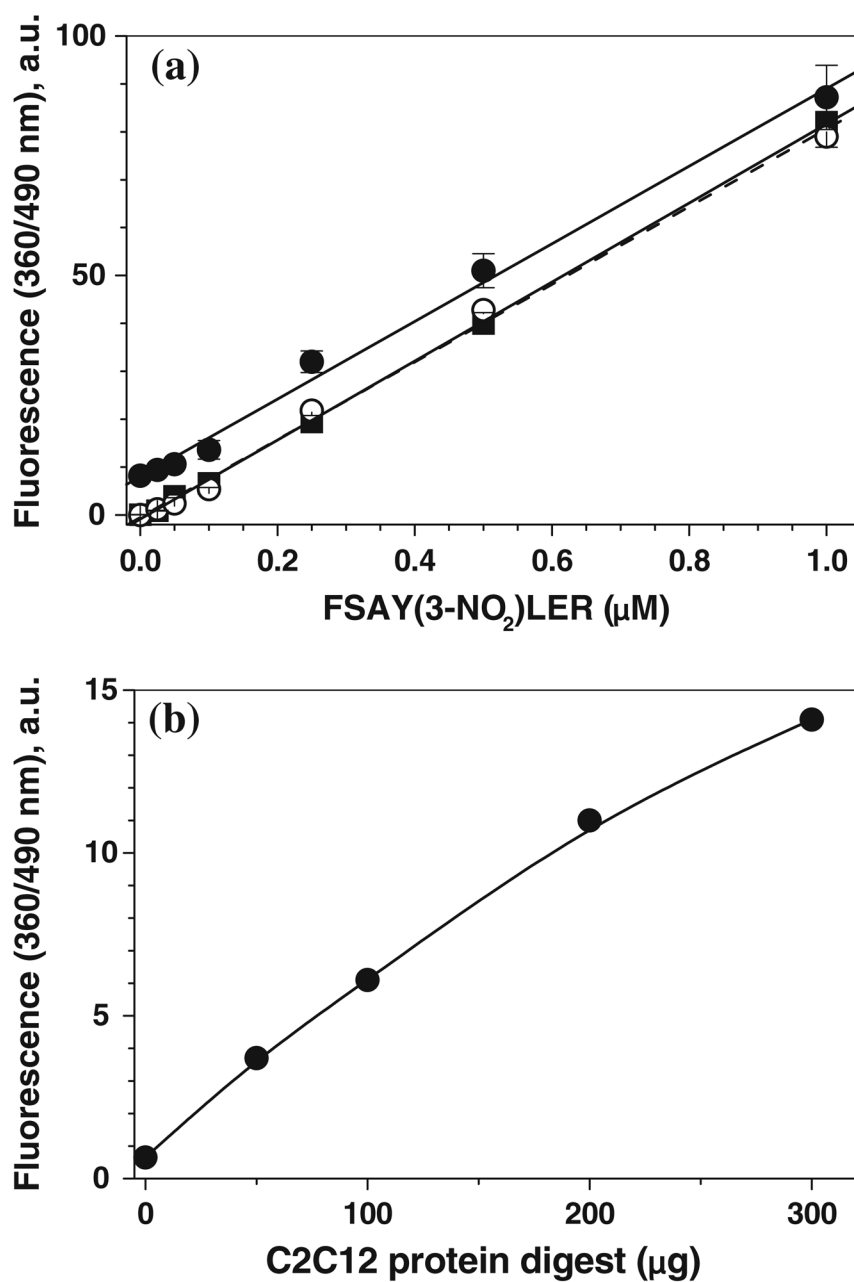 (a)
Fluorescence (360/490 nm), a.u.
100
50
0
0.0 0.2 0.4 0.6 0.8 1.0
FSAY(3-NO₂)LER (μM)
(b)
Fluorescence (360/490 nm), a.u.
15
10
5
0
0 100 200 300
C2C12 protein digest (μg)